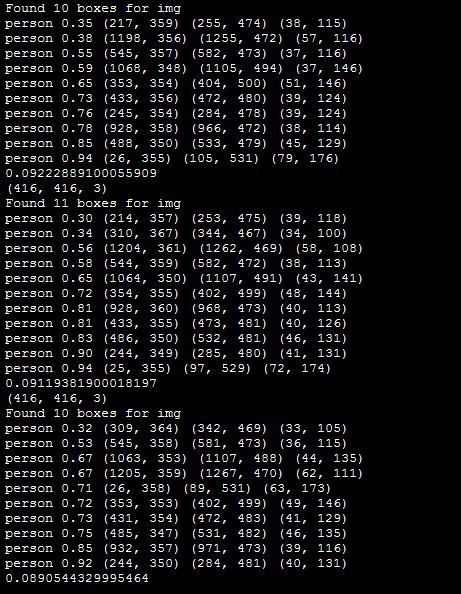 Found 10 boxes for img
person 0.35 (217, 359) (255, 474) (38, 115)
person 0.38 (1198, 356) (1255, 472) (57, 116)
person 0.55 (545, 357) (582, 473) (37, 116)
person 0.59 (1068, 348) (1105, 494) (37, 146)
person 0.65 (353, 354) (404, 500) (51, 146)
person 0.73 (433, 356) (472, 480) (39, 124)
person 0.76 (245, 354) (284, 478) (39, 124)
person 0.78 (928, 358) (966, 472) (38, 114)
person 0.85 (488, 350) (533, 479) (45, 129)
person 0.94 (26, 355) (105, 531) (79, 176)
0.09222889100055909
(416, 416, 3)
Found 11 boxes for img
person 0.30 (214, 357) (253, 475) (39, 118)
person 0.34 (310, 367) (344, 467) (34, 100)
person 0.56 (1204, 361) (1262, 469) (58, 108)
person 0.58 (544, 359) (582, 472) (38, 113)
person 0.65 (1064, 350) (1107, 491) (43, 141)
person 0.72 (354, 355) (402, 499) (48, 144)
person 0.81 (928, 360) (968, 473) (40, 113)
person 0.81 (433, 355) (473, 481) (40, 126)
person 0.83 (486, 350) (532, 481) (46, 131)
person 0.90 (244, 349) (285, 480) (41, 131)
person 0.94 (25, 355) (97, 529) (72, 174)
0.09119381900018197
(416, 416, 3)
Found 10 boxes for img
person 0.32 (309, 364) (342, 469) (33, 105)
person 0.53 (545, 358) (581, 473) (36, 115)
person 0.67 (1063, 353) (1107, 488) (44, 135)
person 0.67 (1205, 359) (1267, 470) (62, 111)
person 0.71 (26, 358) (89, 531) (63, 173)
person 0.72 (353, 353) (402, 499) (49, 146)
person 0.73 (431, 354) (472, 483) (41, 129)
person 0.75 (485, 347) (531, 482) (46, 135)
person 0.85 (932, 357) (971, 473) (39, 116)
person 0.92 (244, 350) (284, 481) (40, 131)
0.0890544329995464